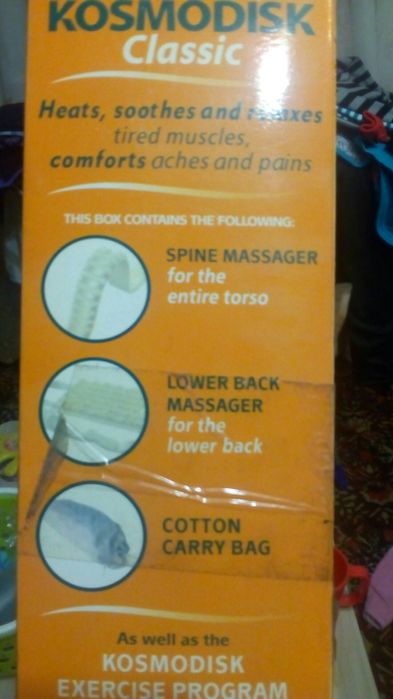 KOSMODISK
Classic
Heats, soothes and relaxes
tired muscles,
comforts aches and pains
THIS BOX CONTAINS THE FOLLOWING:
SPINE MASSAGER
for the
entire torso
LOWER BACK
MASSAGER
for the
lower back
COTTON
CARRY BAG
As well as the
KOSMODISK
EXERCISE PROGRAM